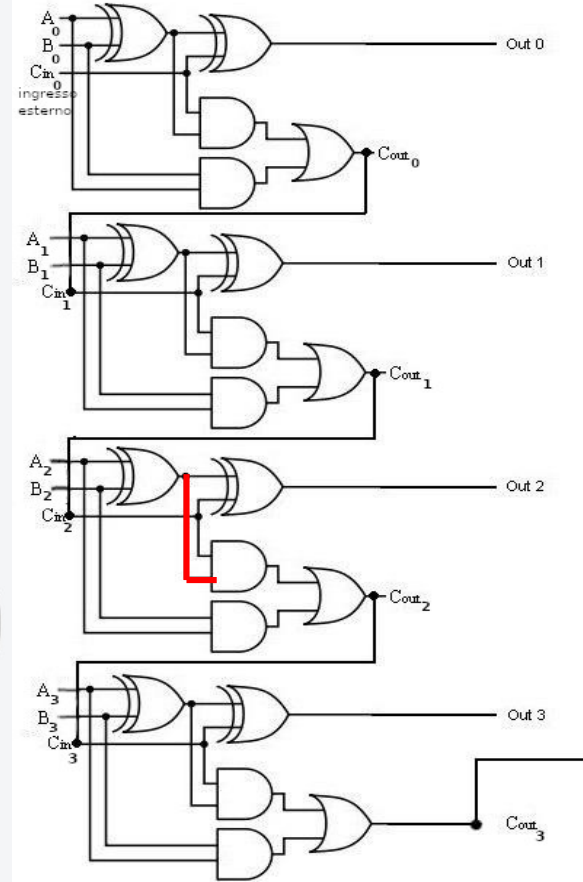 A0
B0 Out 0
Cin0
ingresso
esterno
Cout0
A1
B1 Out 1
Cin1
Cout1
A2
B2 Out 2
Cin2
Cout2
A3
B3 Out 3
Cin3
Cout3